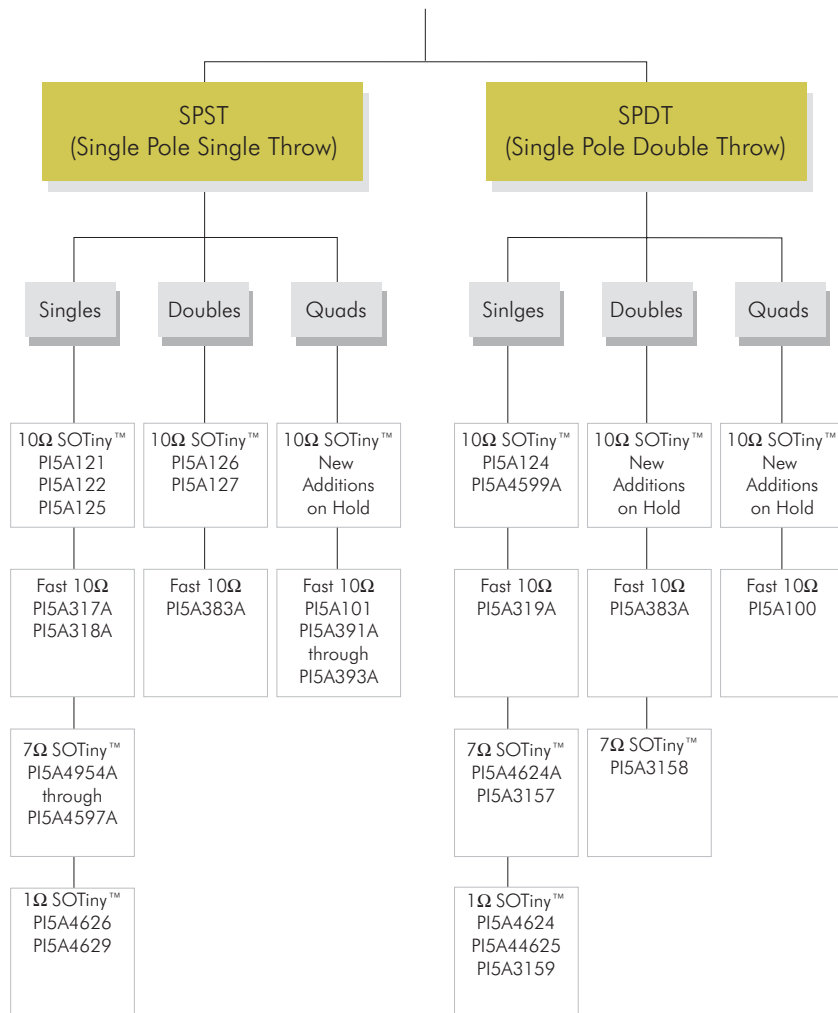 SPST
(Single Pole Single Throw)
SPDT
(Single Pole Double Throw)
Singles
Doubles
Quads
Sinlges
Doubles
Quads
10Ω SOTiny™
PI5A121
PI5A122
PI5A125
10Ω SOTiny™
PI5A126
PI5A127
10Ω SOTiny™
New
Additions
on Hold
10Ω SOTiny™
PI5A124
PI5A4599A
10Ω SOTiny™
New
Additions
on Hold
10Ω SOTiny™
New
Additions
on Hold
Fast 10Ω
PI5A317A
PI5A318A
Fast 10Ω
PI5A383A
Fast 10Ω
PI5A101
PI5A391A
through
PI5A393A
Fast 10Ω
PI5A319A
Fast 10Ω
PI5A383A
Fast 10Ω
PI5A100
7Ω SOTiny™
PI5A4954A
through
PI5A4597A
7Ω SOTiny™
PI5A4624A
PI5A3157
7Ω SOTiny™
PI5A3158
1Ω SOTiny™
PI5A4626
PI5A4629
1Ω SOTiny™
PI5A4624
PI5A44625
PI5A3159